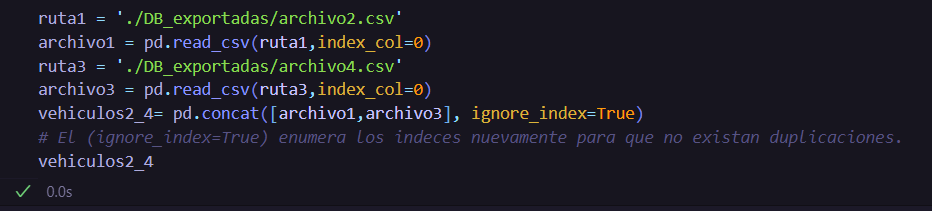 ruta1 = './DB_exportadas/archivo2.csv'
archivo1 = pd.read_csv(ruta1,index_col=0)
ruta3 = './DB_exportadas/archivo4.csv'
archivo3 = pd.read_csv(ruta3,index_col=0)
vehiculos2_4= pd.concat([archivo1,archivo3], ignore_index=True)
# El (ignore_index=True) enumera los indeces nuevamente para que no existan duplicaciones.
vehiculos2_4
0.0s